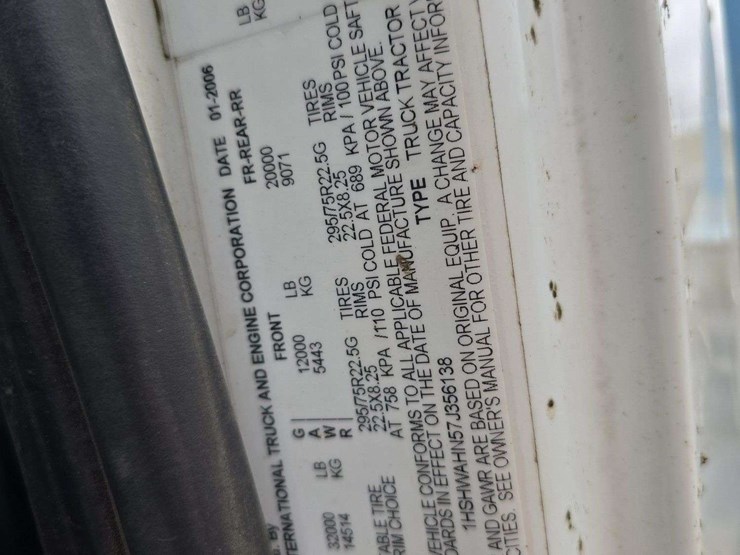 BY
TERNATIONAL TRUCK AND ENGINE CORPORATION DATE 01-2006
FRONT FR-REAR-RR
32000 LB G 12000 LB 20000 LB
14514 KG A W R 5443 KG 9071 KG
TABLE TIRE 295/75R22.5G TIRES 295/75R22.5G TIRES
RIM CHOICE 22.5X8.25 RIMS 22.5X8.25 RIMS
AT 758 KPA /110 PSI COLD AT 689 KPA / 100 PSI COLD
VEHICLE CONFORMS TO ALL APPLICABLE FEDERAL MOTOR VEHICLE SAFT
DARDS IN EFFECT ON THE DATE OF MANUFACTURE SHOWN ABOVE.
1HSHWAHN57J356138 TYPE TRUCK TRACTOR
AND GAWR ARE BASED ON ORIGINAL EQUIP. A CHANGE MAY AFFECT
CITIES. SEE OWNER'S MANUAL FOR OTHER TIRE AND CAPACITY INFOR